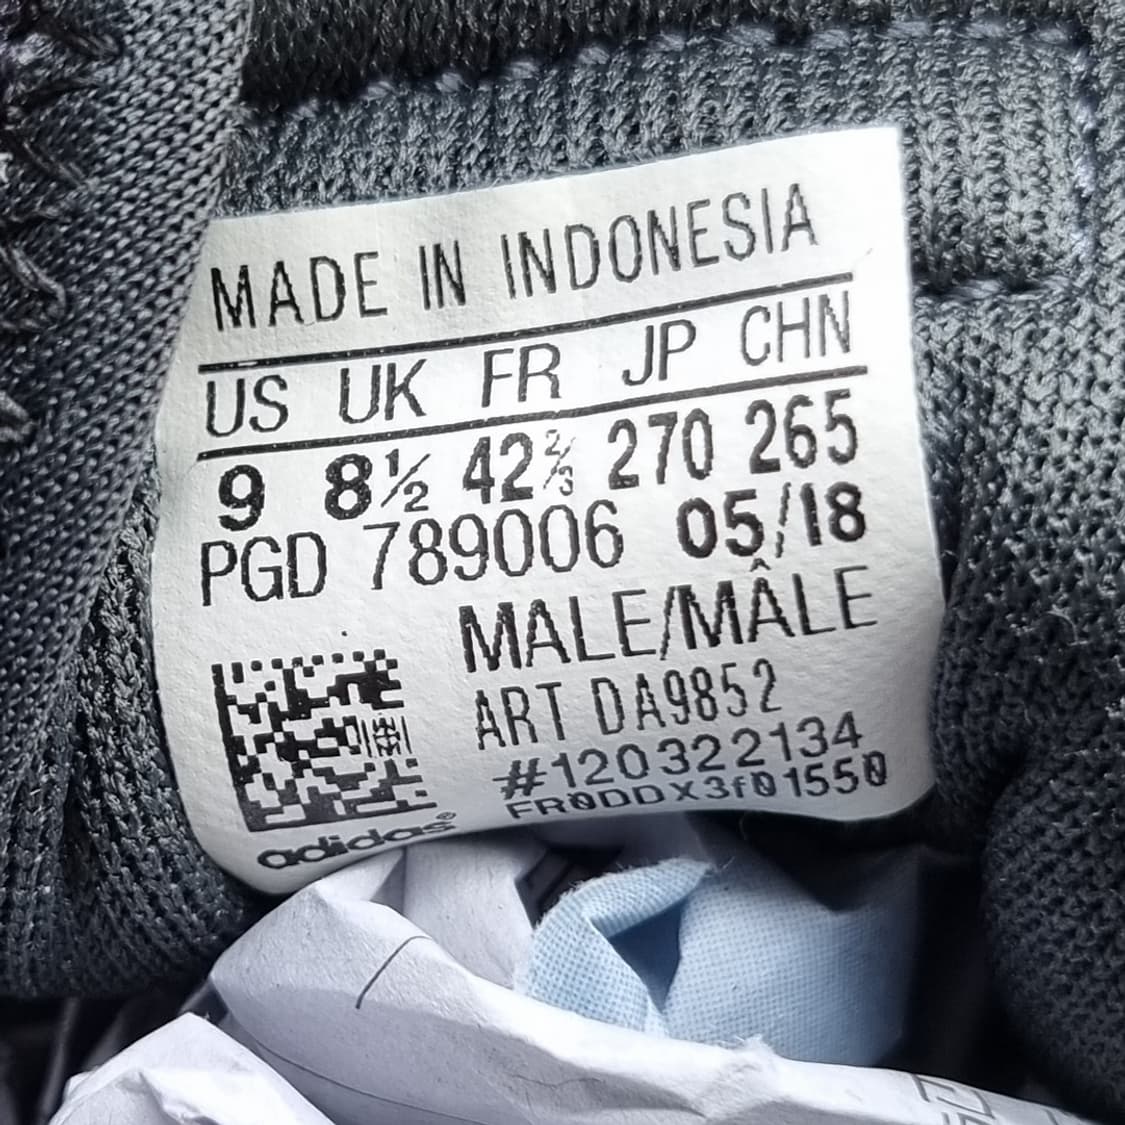 MADE IN INDONESIA
US UK FR JP CHN
9 8½ 42⅔ 270 265
PGD 789006 05/18
MALE/MÂLE
ART DA9852
#120322134
FR0DDX3f01550
adidas®